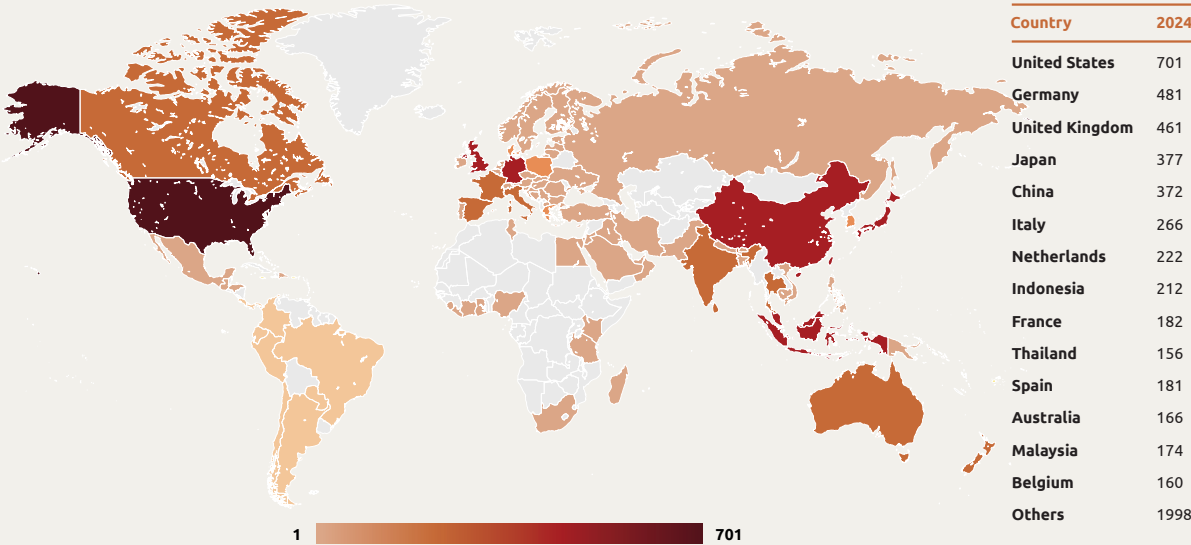 Country 2024
United States 701
Germany 481
United Kingdom 461
Japan 377
China 372
Italy 266
Netherlands 222
Indonesia 212
France 182
Thailand 156
Spain 181
Australia 166
Malaysia 174
Belgium 160
Others 1998
1 701